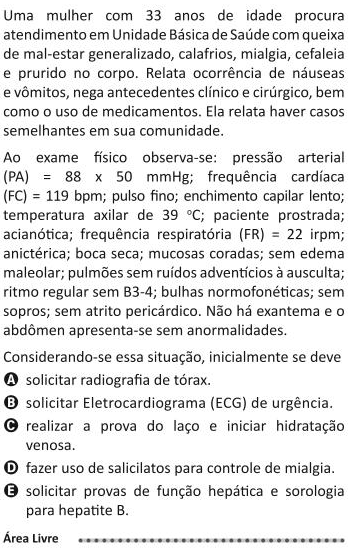 Uma mulher com 33 anos de idade procura
atendimento em Unidade Básica de Saúde com queixa
de mal-estar generalizado, calafrios, mialgia, cefaleia
e prurido no corpo. Relata ocorrência de náuseas
e vômitos, nega antecedentes clínico e cirúrgico, bem
como o uso de medicamentos. Ela relata haver casos
semelhantes em sua comunidade.
Ao exame físico observa-se: pressão arterial
(PA) = 88 x 50 mmHg; frequência cardíaca
(FC) = 119 bpm; pulso fino; enchimento capilar lento;
temperatura axilar de 39 °C; paciente prostrada;
acianótica; frequência respiratória (FR) = 22 irpm;
anictérica; boca seca; mucosas coradas; sem edema
maleolar; pulmões sem ruídos adventícios à ausculta;
ritmo regular sem B3-4; bulhas normofonéticas; sem
sopros; sem atrito pericárdico. Não há exantema e o
abdômen apresenta-se sem anormalidades.
Considerando-se essa situação, inicialmente se deve
A solicitar radiografia de tórax.
B solicitar Eletrocardiograma (ECG) de urgência.
C realizar a prova do laço e iniciar hidratação
venosa.
D fazer uso de salicilatos para controle de mialgia.
E solicitar provas de função hepática e sorologia
para hepatite B.
Área Livre